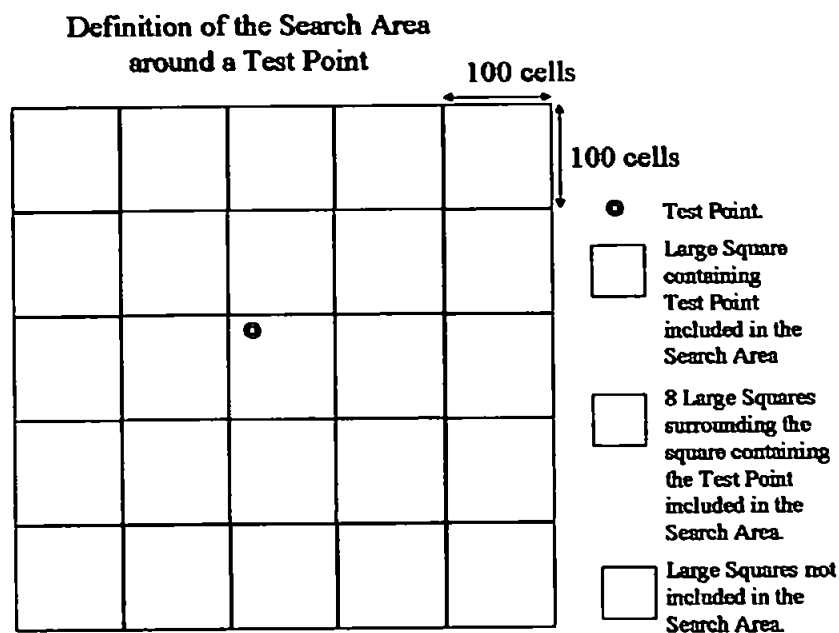 Definition of the Search Area
around a Test Point
100 cells
100 cells
Test Point.
Large Square
containing
Test Point
included in the
Search Area
8 Large Squares
surrounding the
square containing
the Test Point
included in the
Search Area.
Large Squares not
included in the
Search Area.